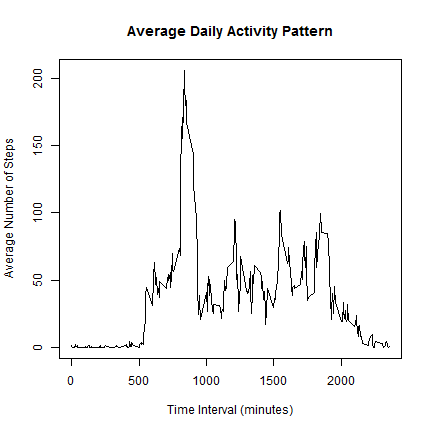 Average Daily Activity Pattern
Average Number of Steps
200
150
100
50
0
0 500 1000 1500 2000
Time Interval (minutes)